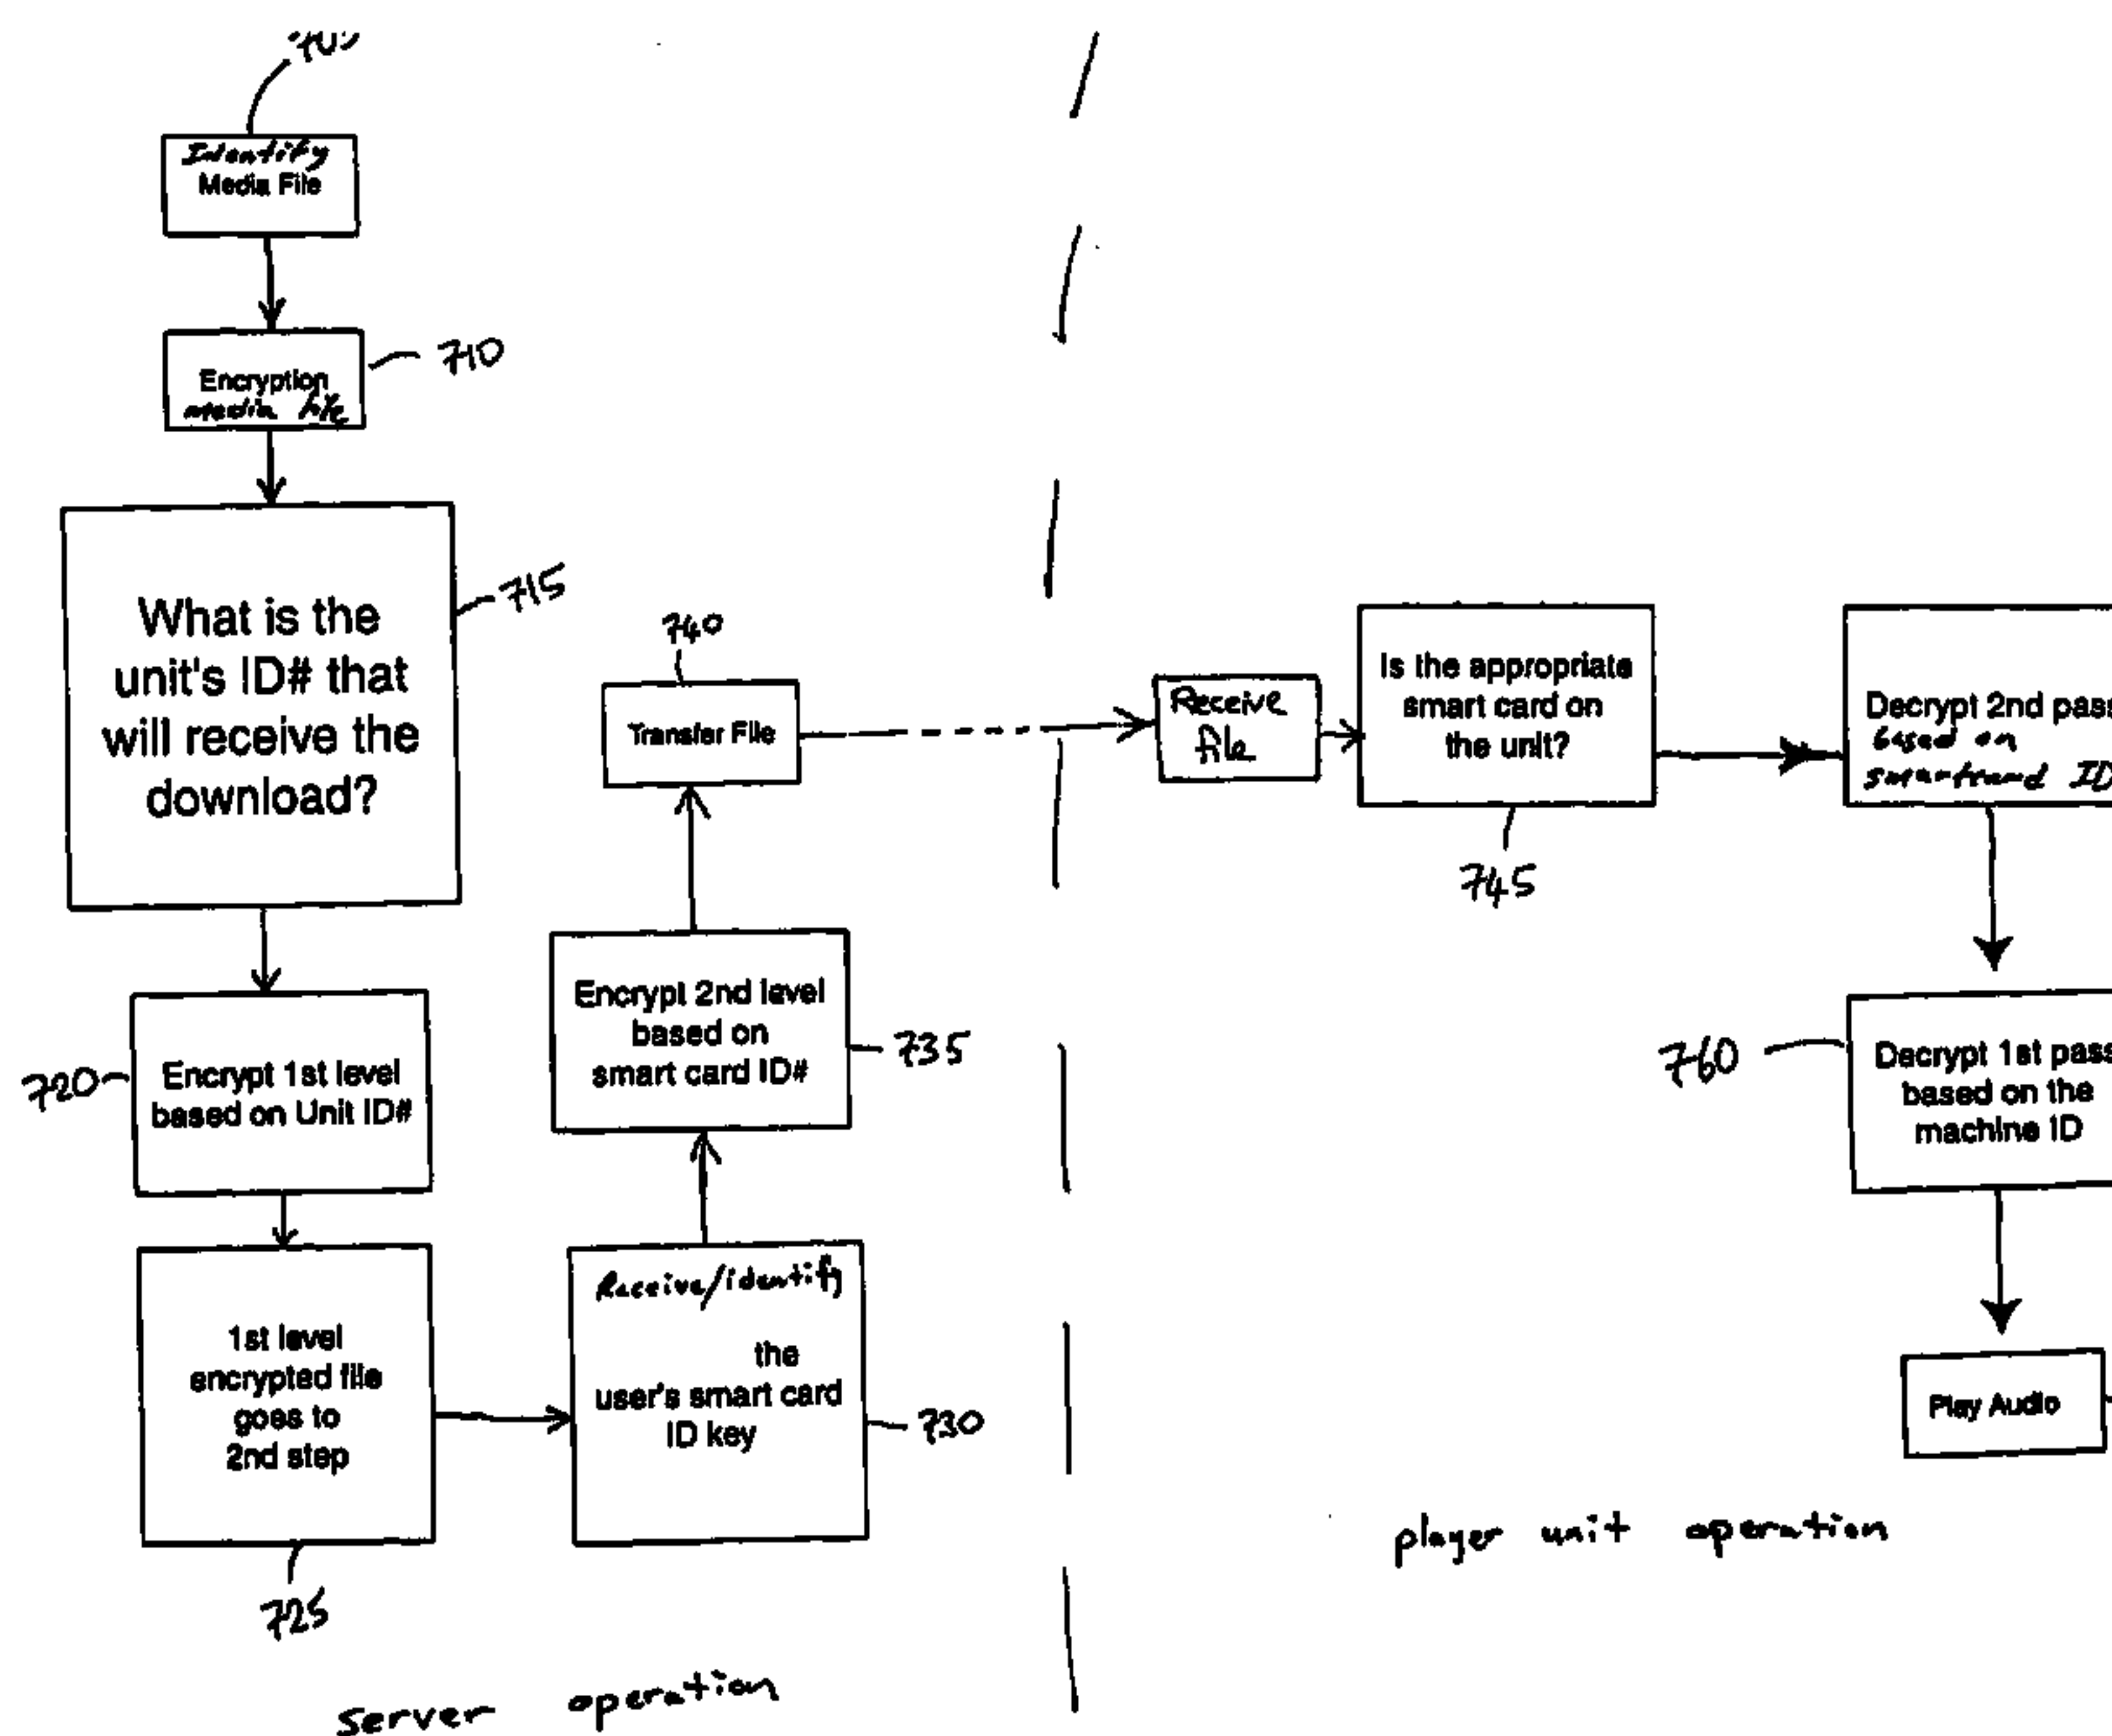 Identify
Media File
Encryption
media file
710
What is the
unit's ID# that
will receive the
download?
715
Encrypt 1st level
based on Unit ID#
720
1st level
encrypted file
goes to
2nd step
725
Receive/identify
the
user's smart card
ID key
730
Encrypt 2nd level
based on
smart card ID#
735
Transfer File
740
server operation
Receive
file
Is the appropriate
smart card on
the unit?
745
Decrypt 2nd pass
based on
smartcard ID
Decrypt 1st pass
based on the
machine ID
760
Play Audio
player unit operation